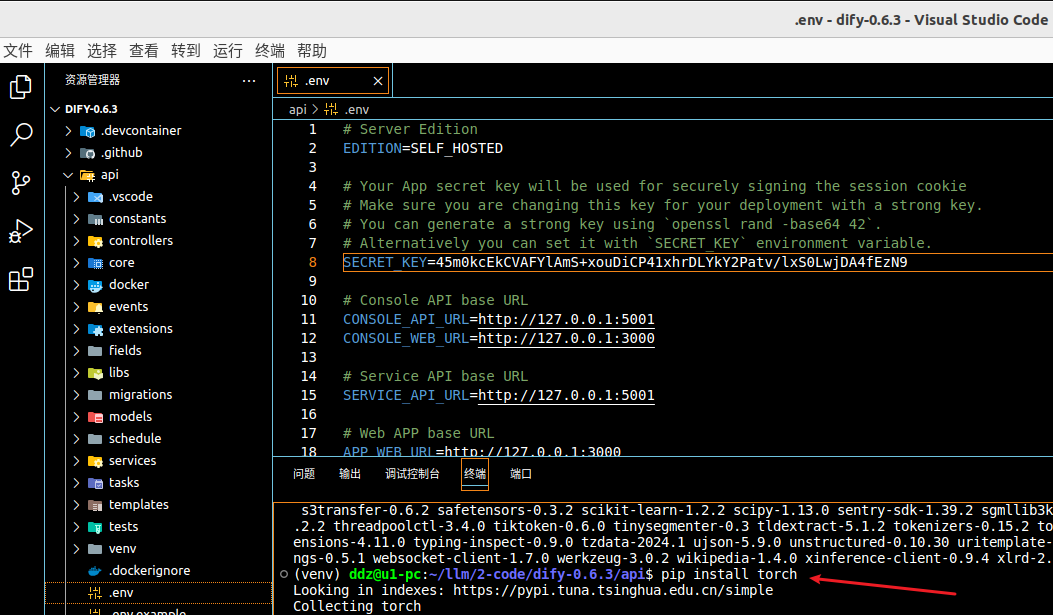 .env - dify-0.6.3 - Visual Studio Code
文件 编辑 选择 查看 转到 运行 终端 帮助
资源管理器 ...
DIFY-0.6.3
.devcontainer
.github
api
.vscode
constants
controllers
core
docker
events
extensions
fields
libs
migrations
models
schedule
services
tasks
templates
tests
venv
.dockerignore
.env
.env.example
.env
api > .env
1 # Server Edition
2 EDITION=SELF_HOSTED
3
4 # Your App secret key will be used for securely signing the session cookie
5 # Make sure you are changing this key for your deployment with a strong key.
6 # You can generate a strong key using `openssl rand -base64 42`.
7 # Alternatively you can set it with `SECRET_KEY` environment variable.
8 SECRET_KEY=45m0kcEkCVAFYlAmS+xouDiCP41xhrDLYkY2Patv/lxS0LwjDA4fEzN9
9
10 # Console API base URL
11 CONSOLE_API_URL=http://127.0.0.1:5001
12 CONSOLE_WEB_URL=http://127.0.0.1:3000
13
14 # Service API base URL
15 SERVICE_API_URL=http://127.0.0.1:5001
16
17 # Web APP base URL
18 APP_WEB_URL=http://127.0.0.1:3000
问题 输出 调试控制台 终端 端口
s3transfer-0.6.2 safetensors-0.3.2 scikit-learn-1.2.2 scipy-1.13.0 sentry-sdk-1.39.2 sgmllib3k
.2.2 threadpoolctl-3.4.0 tiktoken-0.6.0 tinysegmenter-0.3 tldextract-5.1.2 tokenizers-0.15.2 to
ensions-4.11.0 typing-inspect-0.9.0 tzdata-2024.1 ujson-5.9.0 unstructured-0.10.30 uritemplate-
ngs-0.5.1 websocket-client-1.7.0 werkzeug-3.0.2 wikipedia-1.4.0 xinference-client-0.9.4 xlrd-2.
(venv) ddz@u1-pc:~/llm/2-code/dify-0.6.3/api$ pip install torch
Looking in indexes: https://pypi.tuna.tsinghua.edu.cn/simple
Collecting torch